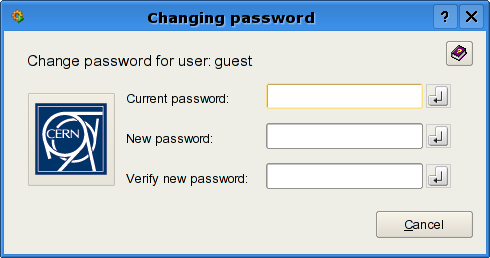 Changing password
?
Change password for user: guest
CERN
Current password:
New password:
Verify new password:
Cancel